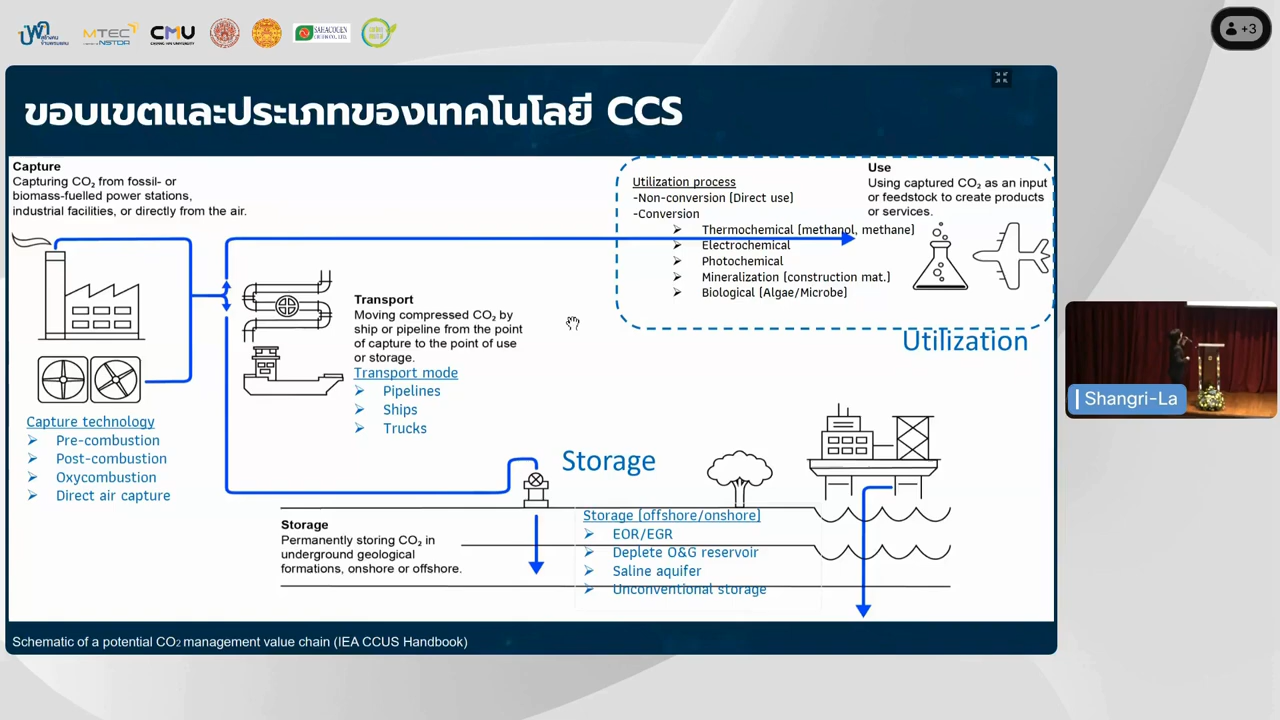 MTEC
NSTDA
CMU
CHIANG MAI UNIVERSITY
SAHACOGEN
+3
ขอบเขตและประเภทของเทคโนโลยี CCS
Capture
Capturing CO₂ from fossil- or
biomass-fuelled power stations,
industrial facilities, or directly from the air.
Utilization process
-Non-conversion (Direct use)
-Conversion
➢ Thermochemical (methanol, methane)
➢ Electrochemical
➢ Photochemical
➢ Mineralization (construction mat.)
➢ Biological (Algae/Microbe)
Use
Using captured CO₂ as an input
or feedstock to create products
or services.
Utilization
Transport
Moving compressed CO₂ by
ship or pipeline from the point
of capture to the point of use
or storage.
Transport mode
➢ Pipelines
➢ Ships
➢ Trucks
Capture technology
➢ Pre-combustion
➢ Post-combustion
➢ Oxycombustion
➢ Direct air capture
Storage
Storage
Permanently storing CO₂ in
underground geological
formations, onshore or offshore.
Storage (offshore/onshore)
➢ EOR/EGR
➢ Deplete O&G reservoir
➢ Saline aquifer
➢ Unconventional storage
Schematic of a potential CO₂ management value chain (IEA CCUS Handbook)
Shangri-La